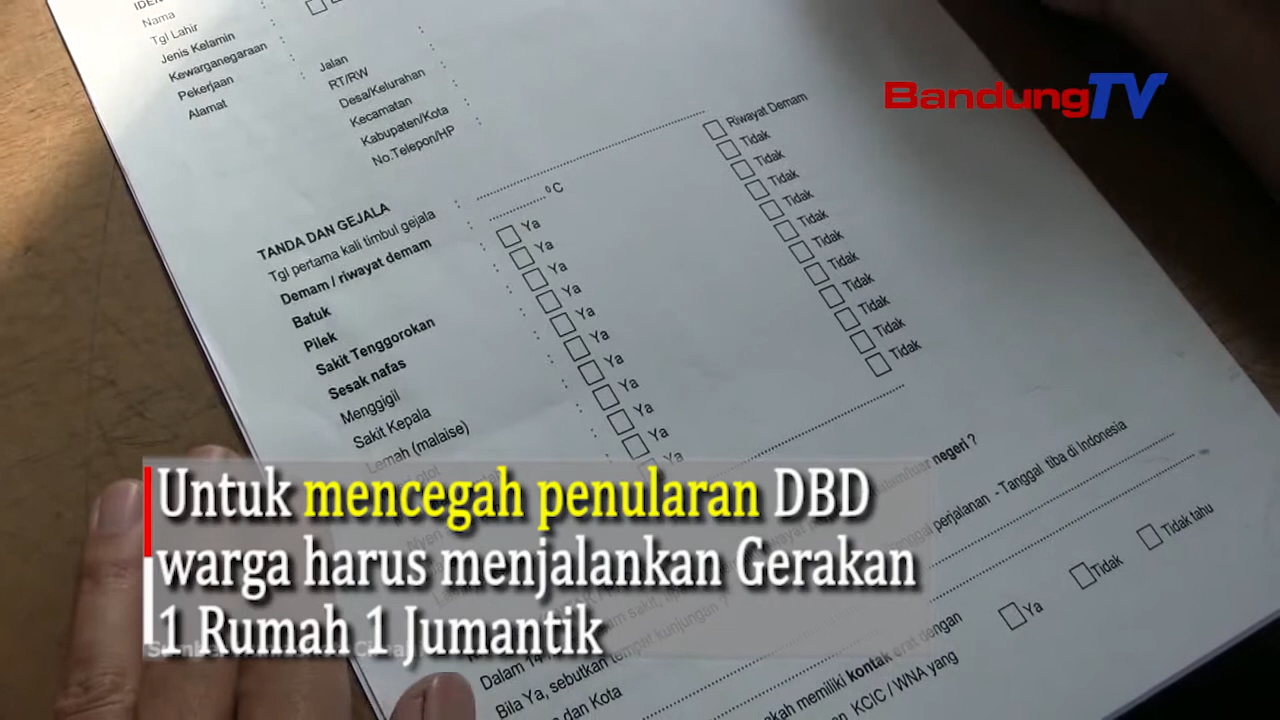 BandungTV
Nama
Tgl Lahir
Jenis Kelamin
Kewarganegaraan
Pekerjaan
Alamat
Jalan
RT/RW
Desa/Kelurahan
Kecamatan
Kabupaten/Kota
No.Telepon/HP
TANDA DAN GEJALA
Tgl pertama kali timbul gejala
Demam / riwayat demam
ºC
Riwayat Demam
Batuk
Pilek
Sakit Tenggorokan
Sesak nafas
Menggigil
Sakit Kepala
Lemah (malaise)
Ya
Ya
Ya
Ya
Ya
Ya
Ya
Ya
Ya
Ya
Ya
Tidak
Tidak
Tidak
Tidak
Tidak
Tidak
Tidak
Tidak
Tidak
Tidak
Tidak
negeri ?
perjalanan - Tanggal tiba di Indonesia
Ya
Tidak
Tidak tahu
Dalam 14
Bila Ya, sebutkan tempat kunjungan ?
dan Kota
memiliki kontak erat dengan
KCIC / WNA yang
Untuk mencegah penularan DBD
warga harus menjalankan Gerakan
1 Rumah 1 Jumantik